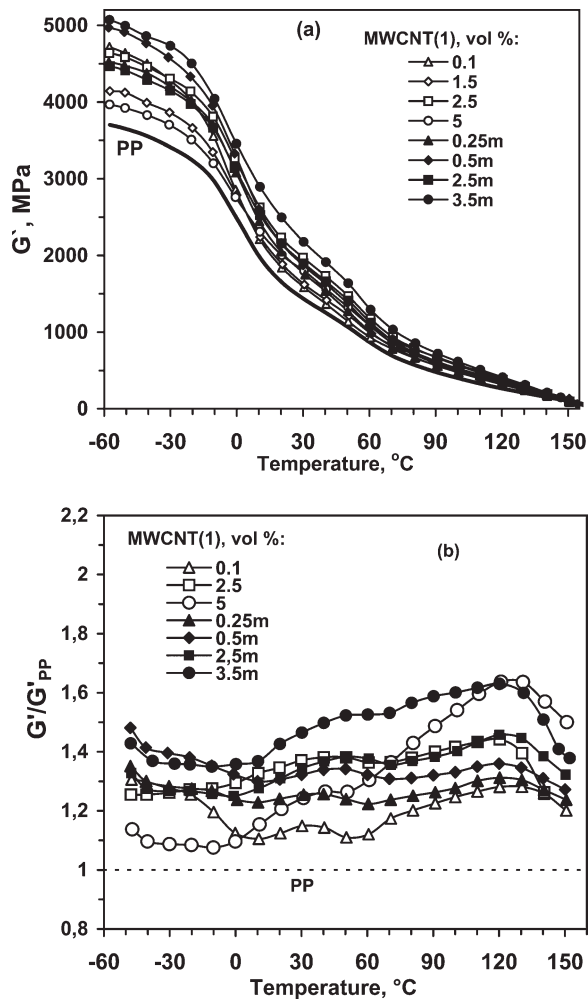 (a)
MWCNT(1), vol %:
0.1
1.5
2.5
5
0.25m
0.5m
2.5m
3.5m
PP
G`, MPa
5000
4000
3000
2000
1000
0
-60 -30 0 30 60 90 120 150
Temperature, °C
(b)
MWCNT(1), vol %:
0.1
2.5
5
0.25m
0.5m
2,5m
3.5m
G'/G'PP
2,2
2
1,8
1,6
1,4
1,2
1
0,8
PP
-60 -30 0 30 60 90 120 150
Temperature, °C